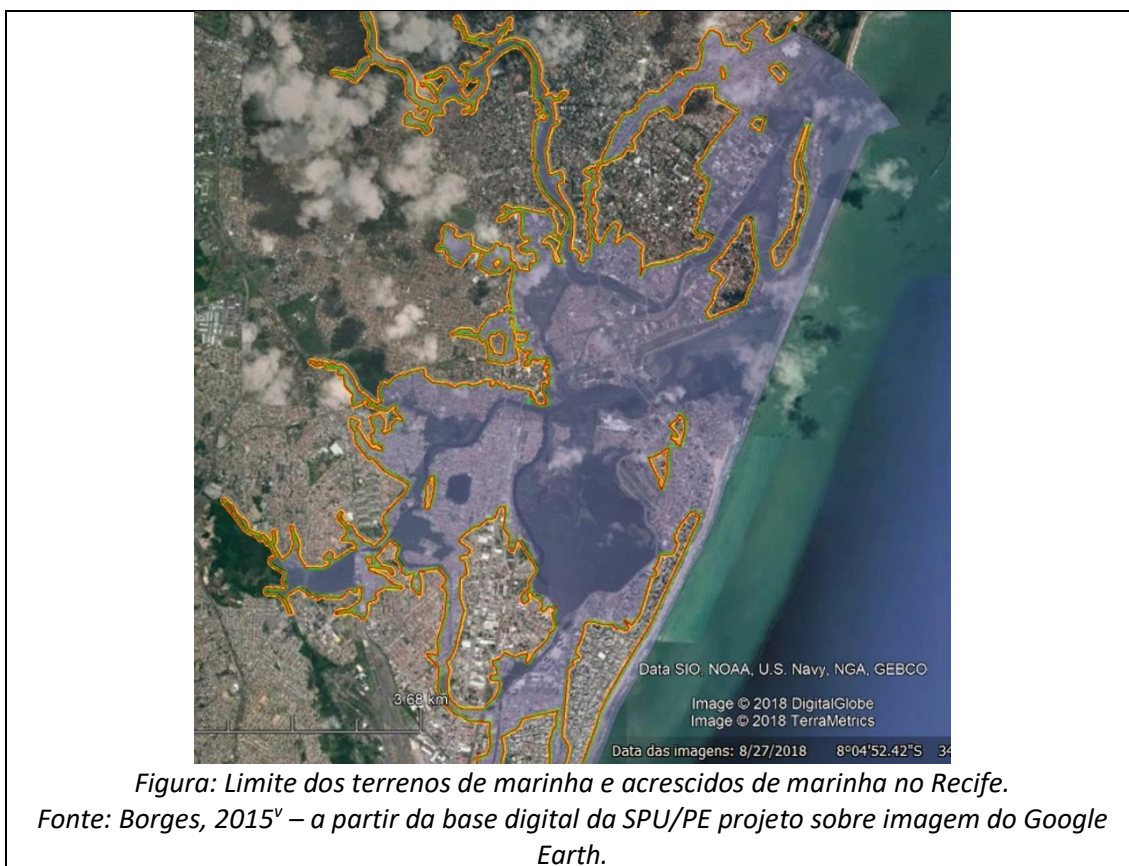 3.68 km
Data SIO, NOAA, U.S. Navy, NGA, GEBCO
Image © 2018 DigitalGlobe
Image © 2018 TerraMetrics
Data das imagens: 8/27/2018 8º04'52.42"S 34
Figura: Limite dos terrenos de marinha e acrescidos de marinha no Recife.
Fonte: Borges, 2015ᵛ – a partir da base digital da SPU/PE projeto sobre imagem do Google
Earth.